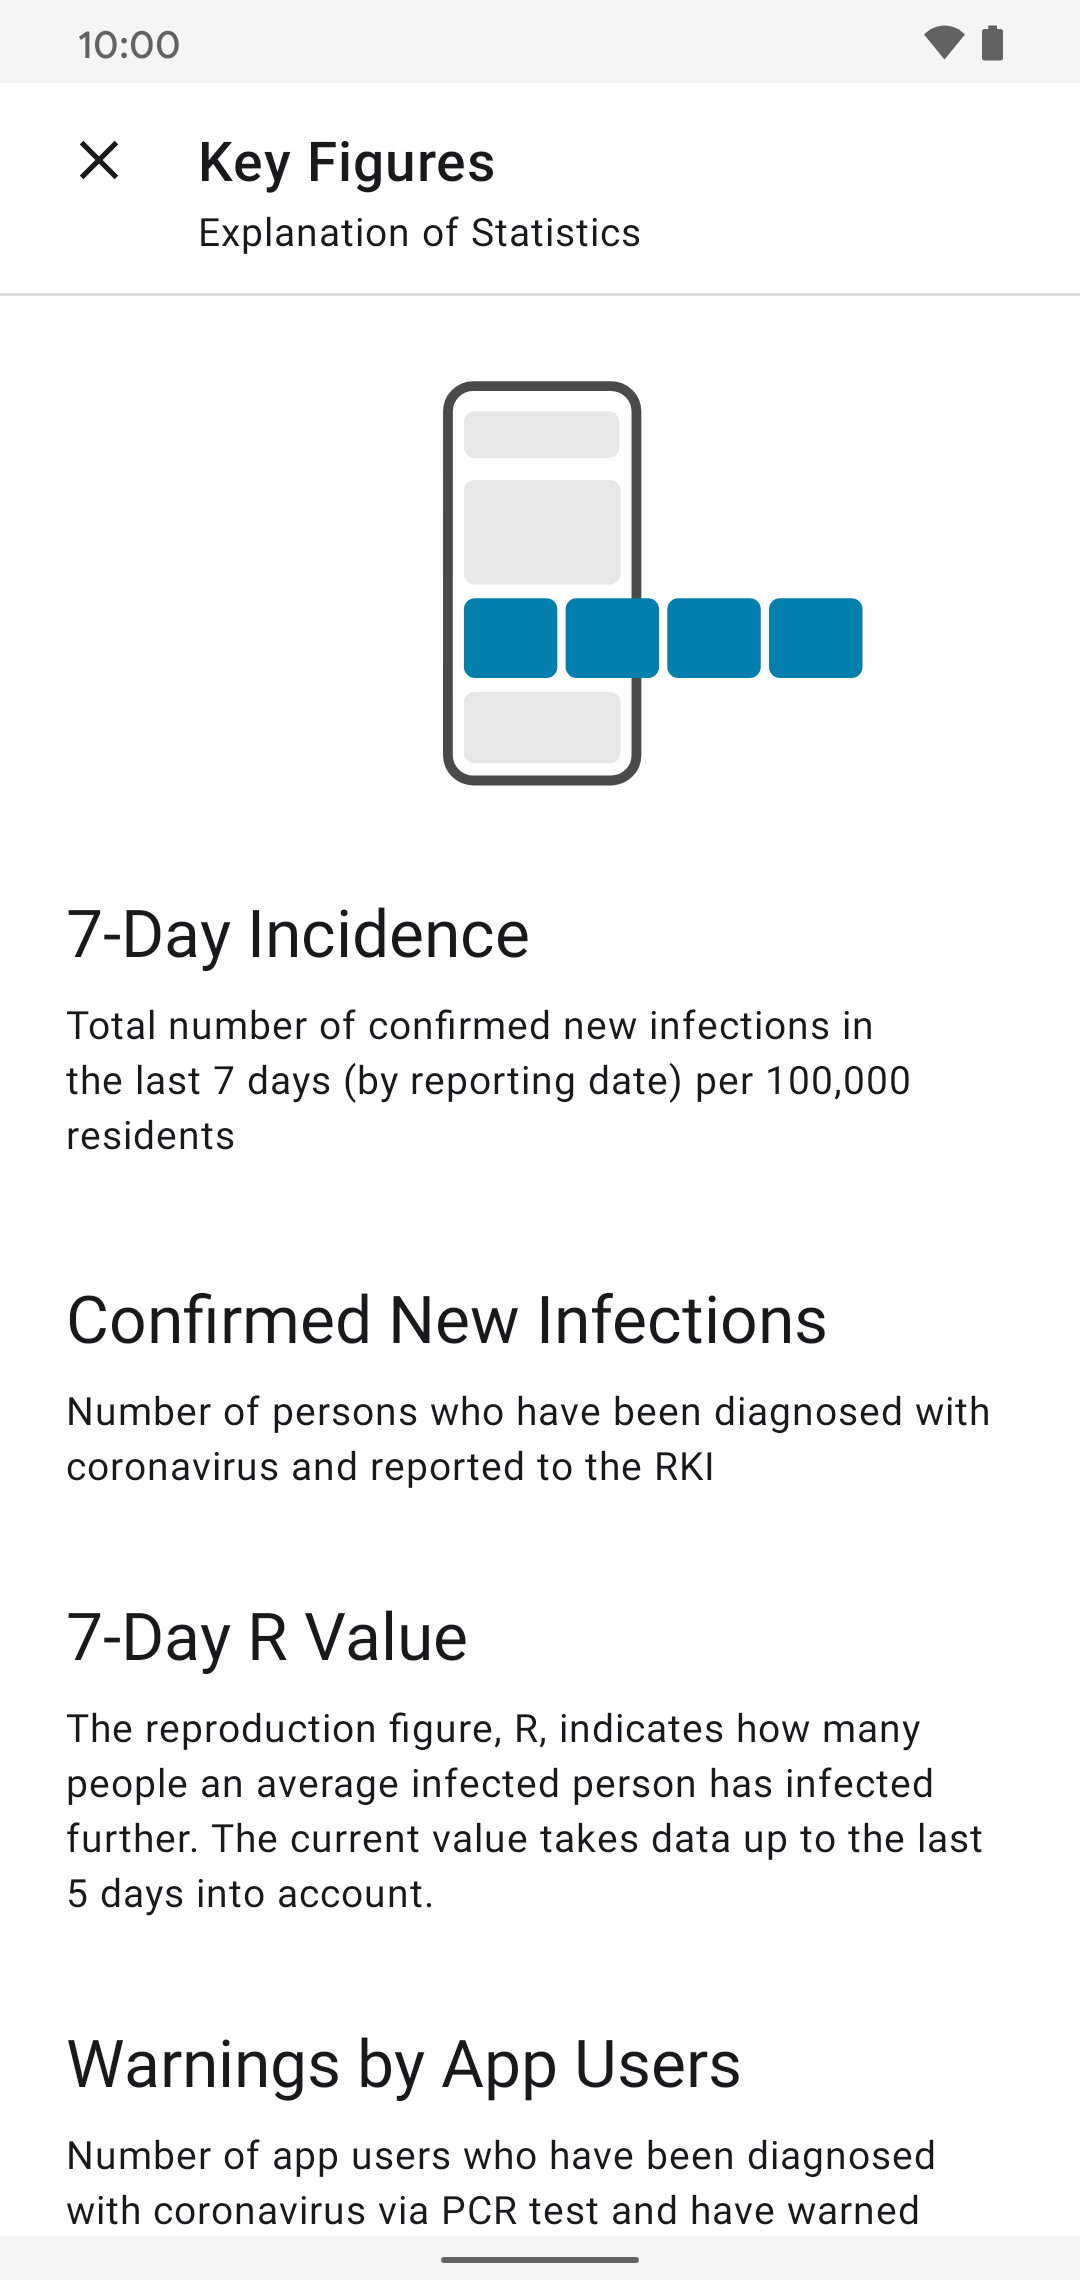 10:00
Key Figures
Explanation of Statistics
7-Day Incidence
Total number of confirmed new infections in
the last 7 days (by reporting date) per 100,000
residents
Confirmed New Infections
Number of persons who have been diagnosed with
coronavirus and reported to the RKI
7-Day R Value
The reproduction figure, R, indicates how many
people an average infected person has infected
further. The current value takes data up to the last
5 days into account.
Warnings by App Users
Number of app users who have been diagnosed
with coronavirus via PCR test and have warned